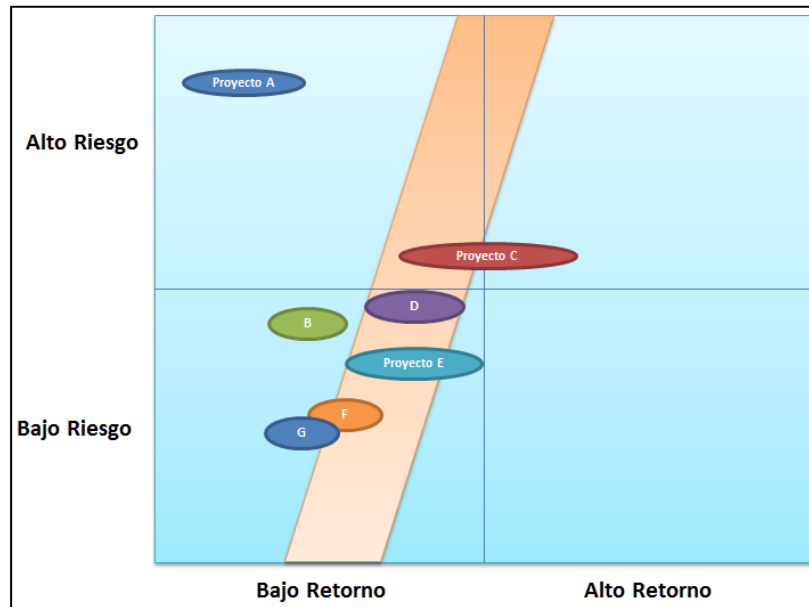 Proyecto A
Alto Riesgo
Proyecto C
D
B
Proyecto E
F
G
Bajo Riesgo
Bajo Retorno
Alto Retorno